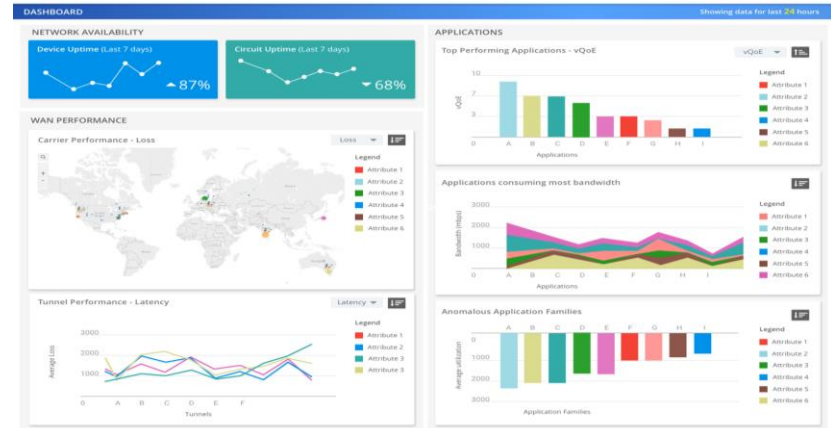 DASHBOARD
Showing data for last 24 hours
NETWORK AVAILABILITY
Device Uptime (Last 7 days)
87%
Circuit Uptime (Last 7 days)
68%
WAN PERFORMANCE
Carrier Performance - Loss
Loss
Legend
Attribute 1
Attribute 2
Attribute 3
Attribute 4
Attribute 5
Attribute 6
Tunnel Performance - Latency
Latency
Legend
Attribute 1
Attribute 2
Attribute 3
Attribute 3
Average Loss
3000
2000
1000
0 A B C D E F
Tunnels
APPLICATIONS
Top Performing Applications - vQoE
vQoE
Legend
Attribute 1
Attribute 2
Attribute 3
Attribute 4
Attribute 5
Attribute 6
vQoE
10
7
3
0 A B C D E F G H I
Applications
Applications consuming most bandwidth
Legend
Attribute 1
Attribute 2
Attribute 3
Attribute 4
Attribute 5
Attribute 6
Bandwidth (mbps)
3000
2000
1000
0 A B C D E F G H I
Applications
Anomalous Application Families
Legend
Attribute 1
Attribute 2
Attribute 3
Attribute 4
Attribute 5
Attribute 6
Average utilization
A B C D E F G H I
0
1000
2000
3000
Application Families